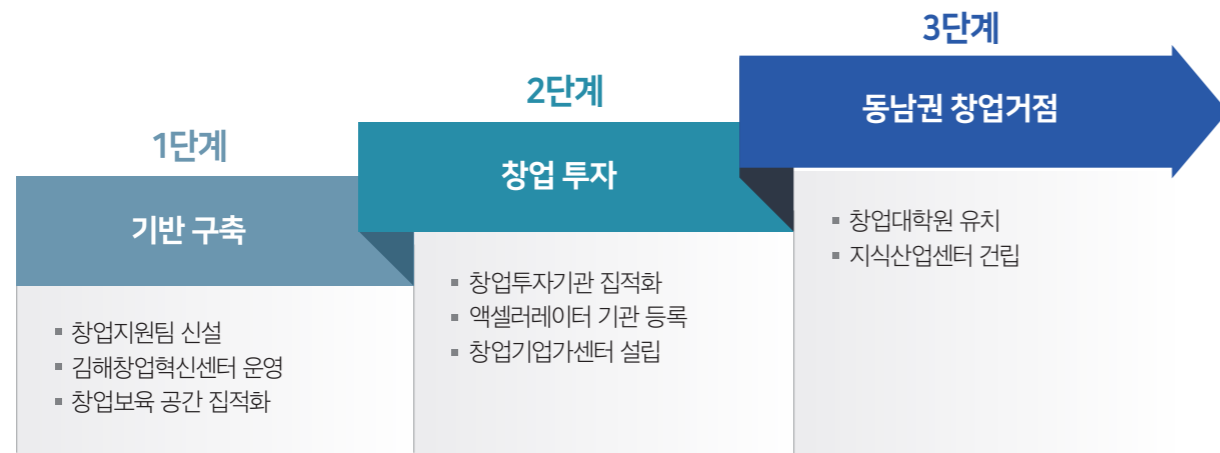 1단계
기반 구축
창업지원팀 신설
김해창업혁신센터 운영
창업보육 공간 집적화
2단계
창업 투자
창업투자기관 집적화
액셀러레이터 기관 등록
창업기업가센터 설립
3단계
동남권 창업거점
창업대학원 유치
지식산업센터 건립